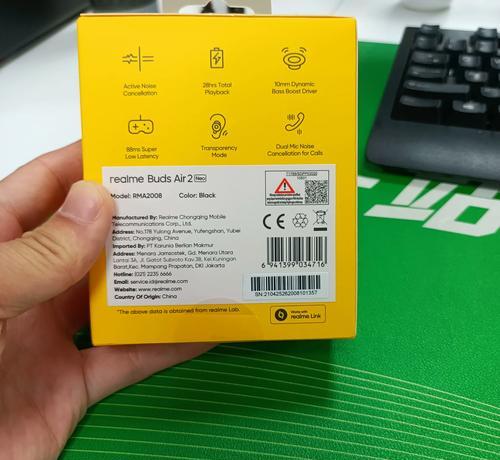 Active Noise
Cancellation
28hrs Total
Playback
10mm Dynamic
Bass Boost Driver
88ms Super
Low Latency
Transparency
Mode
Dual Mic Noise
Cancellation for Calls
realme Buds Air 2 Neo
Model: RMA2008 Color: Black
Manufactured By: Realme Chongqing Mobile
Telecommunications Corp., Ltd.
Address: No.178 Yulong Avenue, Yufengshan, Yubei
District, Chongqing, China
Imported By: PT Karunia Berlian Makmur
Address: Menara Jamsostek, Gd. Menara Utara
Lantai 3A, Jl. Gatot Subroto Kav.38, Kel.Kuningan
Barat,Kec. Mampang Prapatan, DKI Jakarta
Hotline: (021) 2235 6666
Email: service.id@realme.com
Website: www.realme.com
Country Of Origin: China
CE
6 941399 034716
SN:210425262008101357
*The above data is obtained from realme Lab.
Works with
realme Link